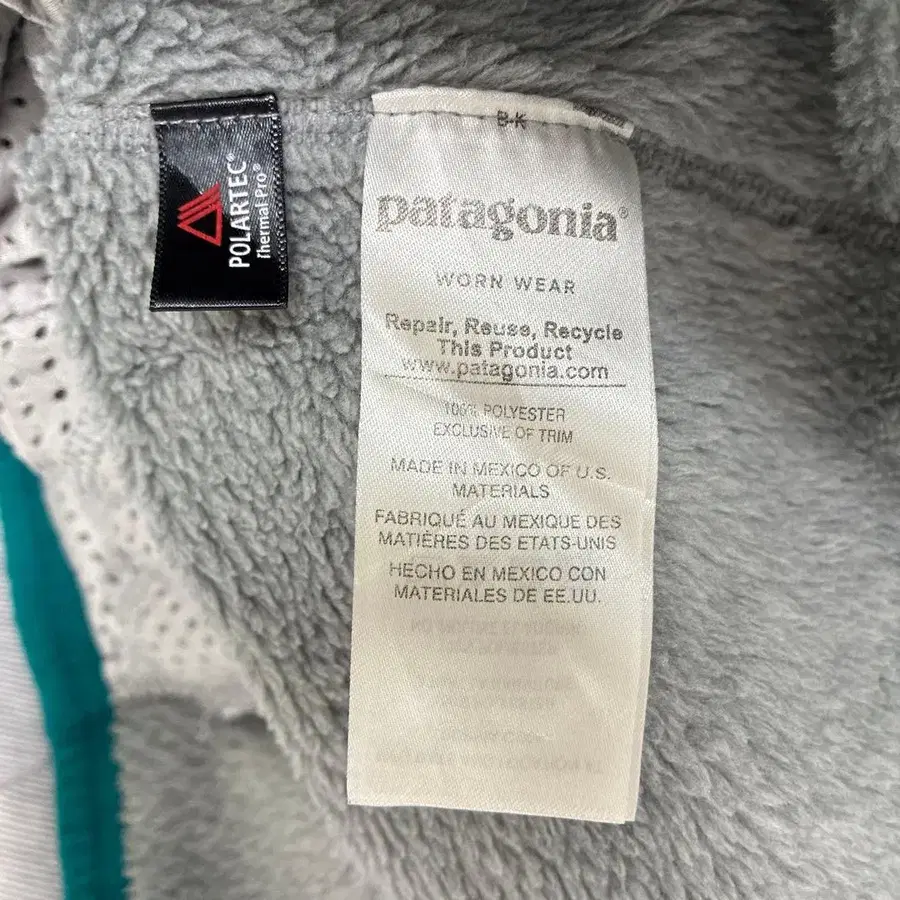 POLARTEC®
Thermal Pro®
B-K
patagonia®
WORN WEAR
Repair, Reuse, Recycle
This Product
www.patagonia.com
100% POLYESTER
EXCLUSIVE OF TRIM
MADE IN MEXICO OF U.S.
MATERIALS
FABRIQUÉ AU MEXIQUE DES
MATIÈRES DES ETATS-UNIS
HECHO EN MEXICO CON
MATERIALES DE EE.UU.